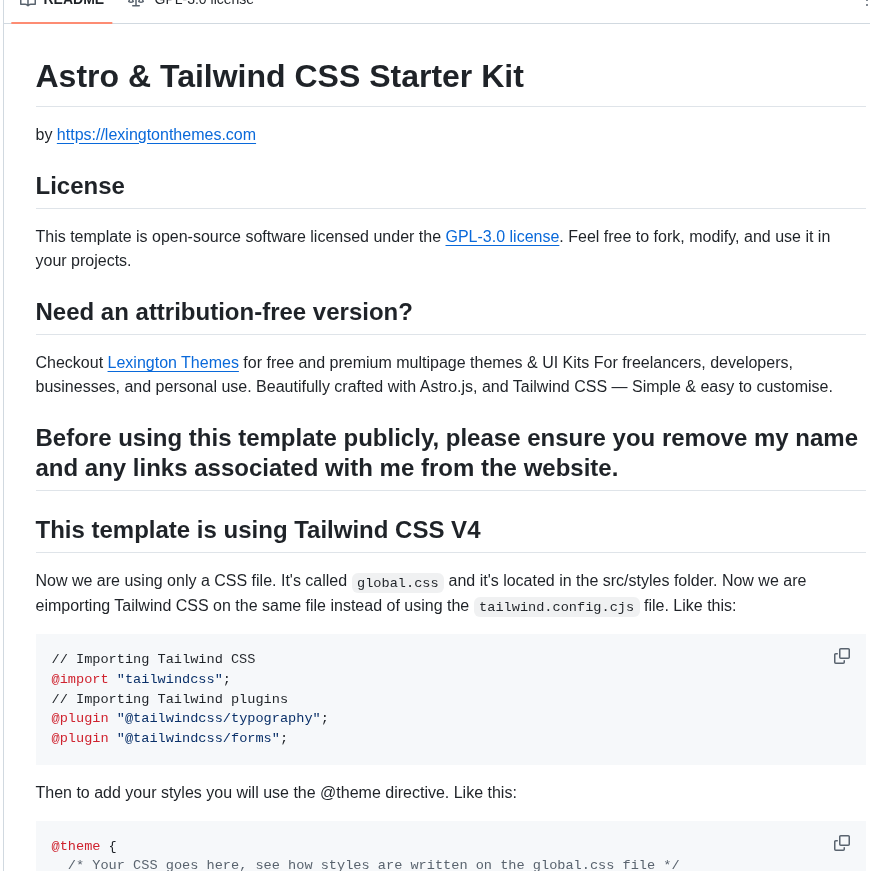 README GPL-3.0 license
Astro & Tailwind CSS Starter Kit
by https://lexingtonthemes.com
License
This template is open-source software licensed under the GPL-3.0 license. Feel free to fork, modify, and use it in
your projects.
Need an attribution-free version?
Checkout Lexington Themes for free and premium multipage themes & UI Kits For freelancers, developers,
businesses, and personal use. Beautifully crafted with Astro.js, and Tailwind CSS — Simple & easy to customise.
Before using this template publicly, please ensure you remove my name
and any links associated with me from the website.
This template is using Tailwind CSS V4
Now we are using only a CSS file. It's called global.css and it's located in the src/styles folder. Now we are
eimporting Tailwind CSS on the same file instead of using the tailwind.config.cjs file. Like this:
// Importing Tailwind CSS
@import "tailwindcss";
// Importing Tailwind plugins
@plugin "@tailwindcss/typography";
@plugin "@tailwindcss/forms";
Then to add your styles you will use the @theme directive. Like this:
@theme {
/* Your CSS goes here, see how styles are written on the global.css file */